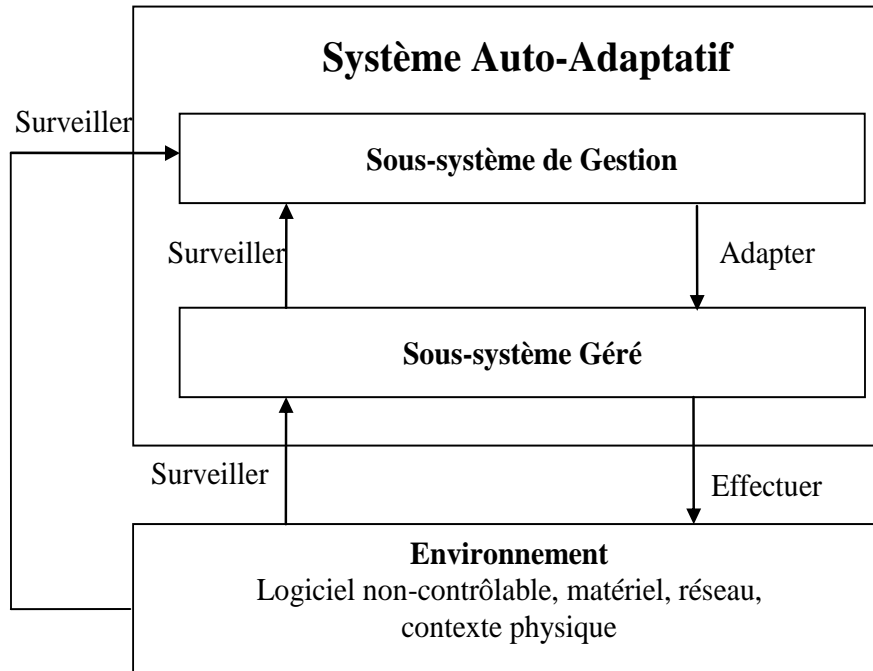 Système Auto-Adaptatif
Surveiller
Sous-système de Gestion
Surveiller
Adapter
Sous-système Géré
Surveiller
Effectuer
Environnement
Logiciel non-contrôlable, matériel, réseau,
contexte physique